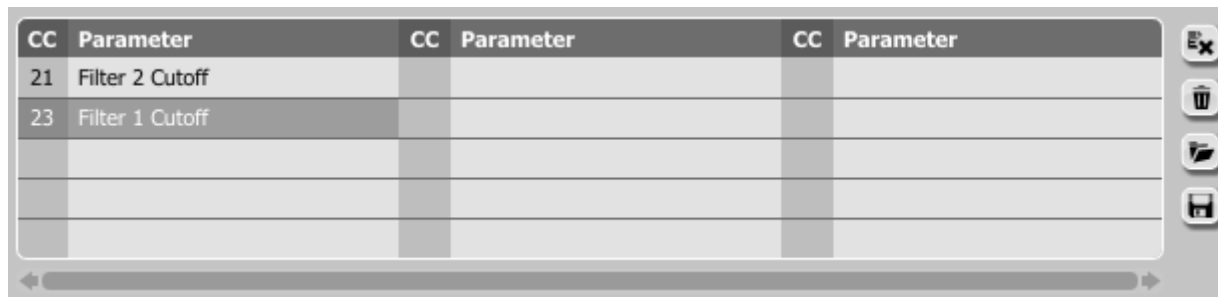 CC Parameter CC Parameter CC Parameter
21 Filter 2 Cutoff
23 Filter 1 Cutoff